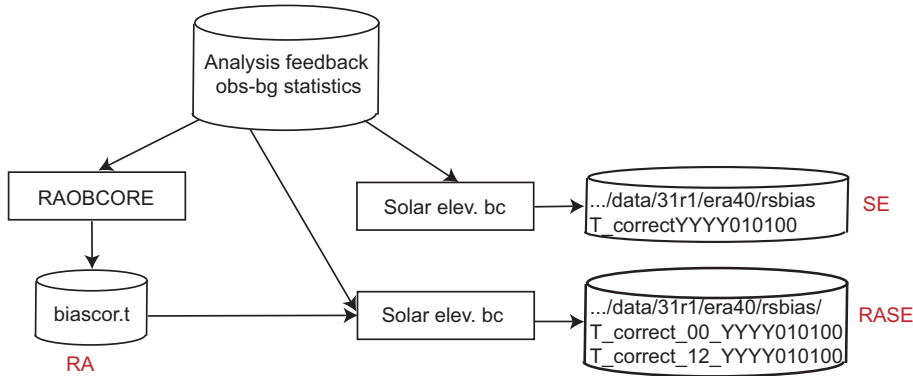 Analysis feedback
obs-bg statistics
RAOBCORE
Solar elev. bc
.../data/31r1/era40/rsbias
T_correctYYYY010100
SE
biascor.t
RA
Solar elev. bc
.../data/31r1/era40/rsbias/
T_correct_00_YYYY010100
T_correct_12_YYYY010100
RASE